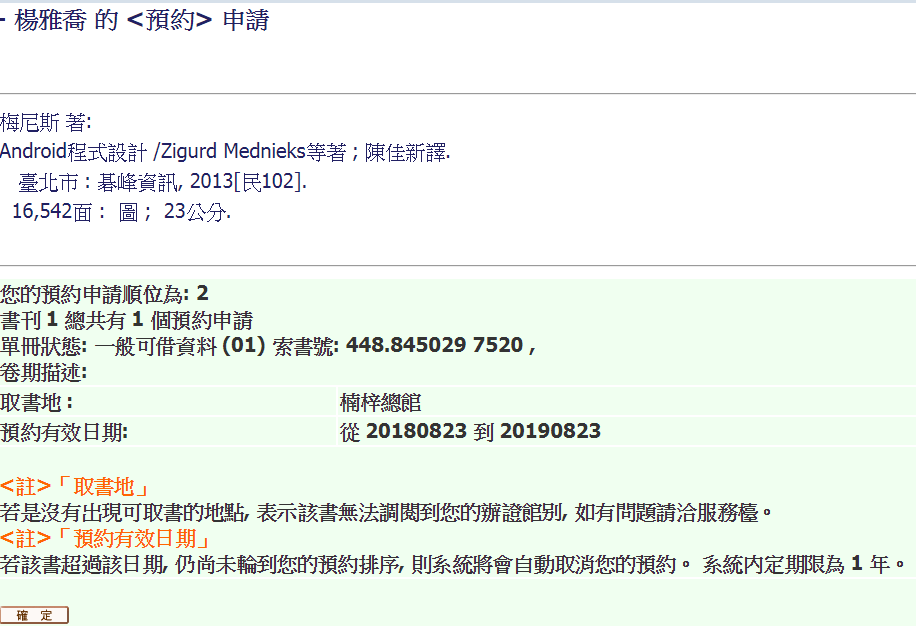 - 楊雅喬 的 <預約> 申請
梅尼斯 著:
Android程式設計 /Zigurd Mednieks等著 ; 陳佳新譯.
臺北市 : 碁峰資訊, 2013[民102].
16,542面 : 圖 ; 23公分.
您的預約申請順位為: 2
書刊 1 總共有 1 個預約申請
單冊狀態: 一般可借資料 (01) 索書號: 448.845029 7520 ,
卷期描述:
取書地 : 楠梓總館
預約有效日期: 從 20180823 到 20190823
<註>「取書地」
若是沒有出現可取書的地點, 表示該書無法調閱到您的辦證館別, 如有問題請洽服務檯。
<註>「預約有效日期」
若該書超過該日期, 仍尚未輪到您的預約排序, 則系統將會自動取消您的預約。 系統內定期限為 1 年。
確 定